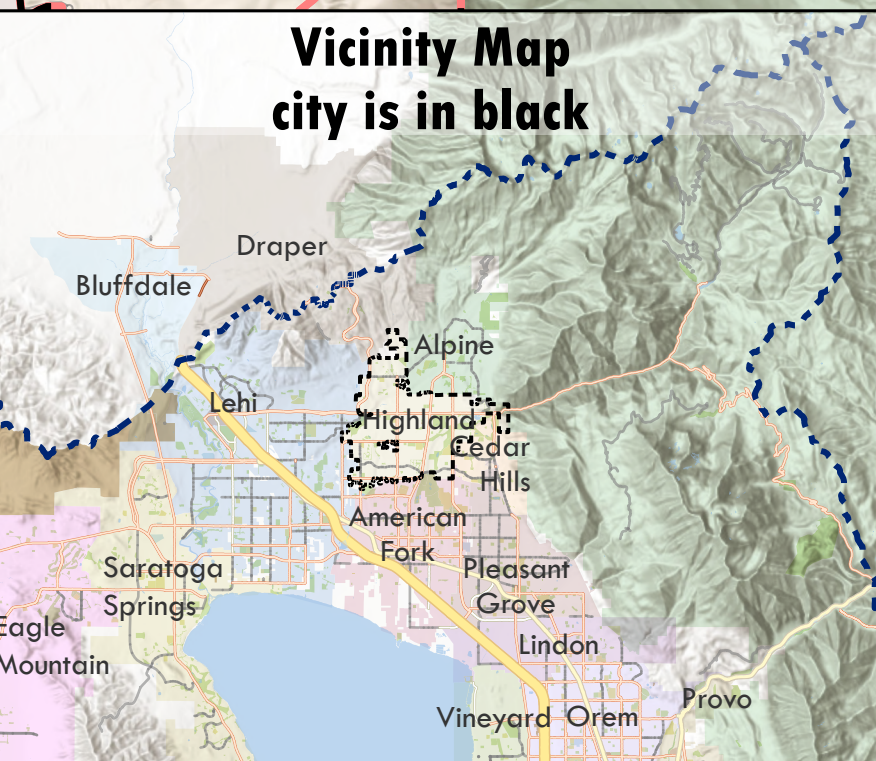 Vicinity Map
city is in black
Draper
Bluffdale
Alpine
Lehi
Highland
Cedar
Hills
American
Fork
Saratoga
Springs
Pleasant
Grove
Eagle
Mountain
Lindon
Provo
Vineyard
Orem